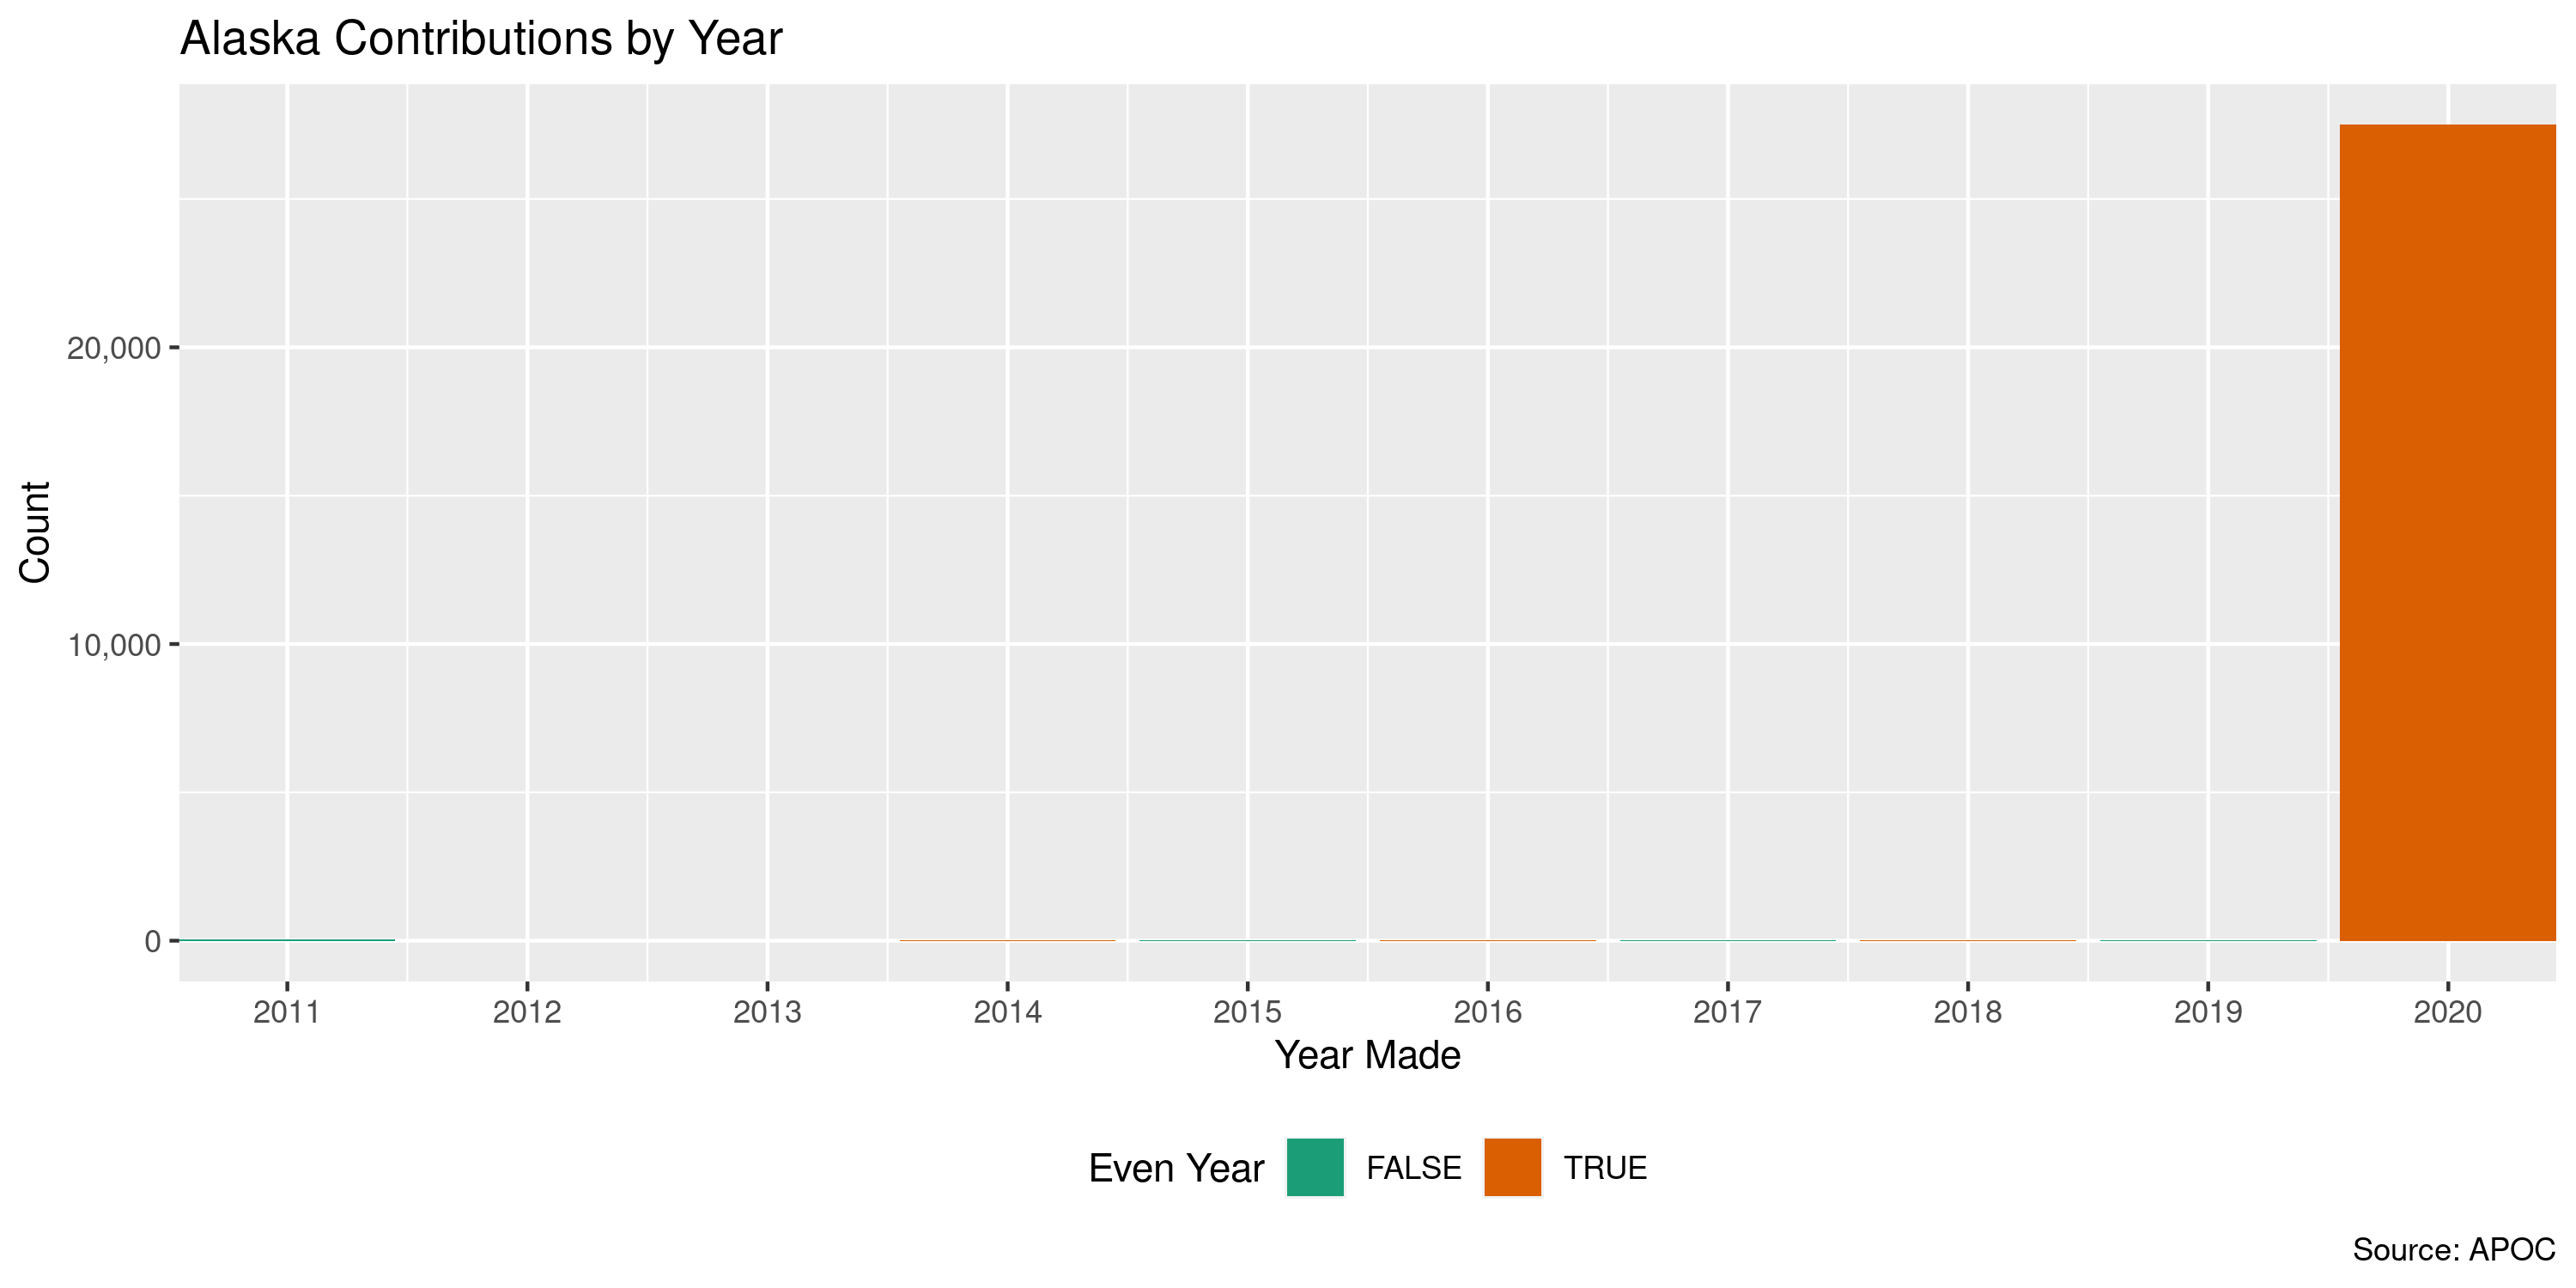 Alaska Contributions by Year
Count
20,000
10,000
0
2011 2012 2013 2014 2015 2016 2017 2018 2019 2020
Year Made
Even Year FALSE TRUE
Source: APOC